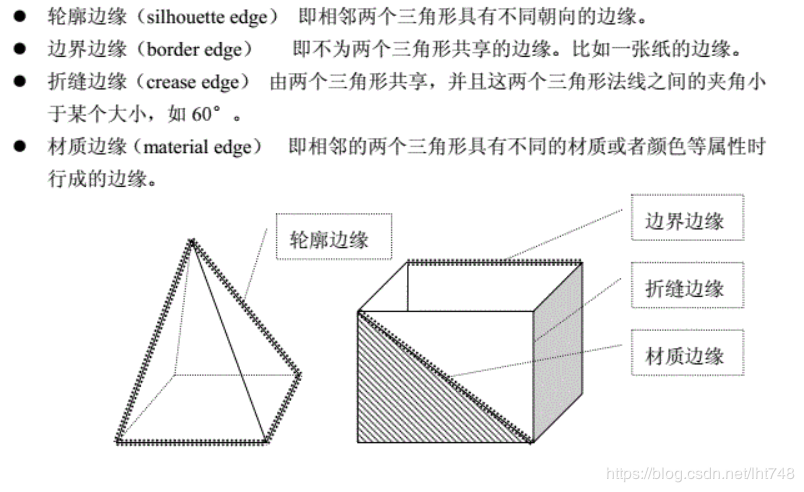 ● 轮廓边缘（silhouette edge） 即相邻两个三角形具有不同朝向的边缘。
● 边界边缘（border edge） 即不为两个三角形共享的边缘。比如一张纸的边缘。
● 折缝边缘（crease edge） 由两个三角形共享，并且这两个三角形法线之间的夹角小
于某个大小，如 60°。
● 材质边缘（material edge） 即相邻的两个三角形具有不同的材质或者颜色等属性时
行成的边缘。
轮廓边缘
边界边缘
折缝边缘
材质边缘
https://blog.csdn.net/lht748